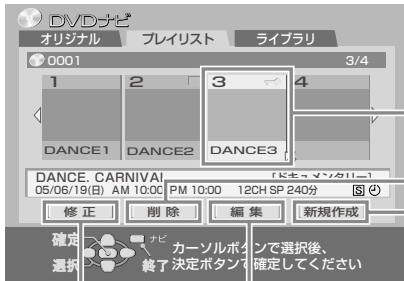 DVDナビ
オリジナル プレイリスト ライブラリ
0001 3/4
1 2 3 4
DANCE1 DANCE2 DANCE3
DANCE. CARNIVAL [ドキュメンタリー]
05/06/19(日) AM 10:00 PM 10:00 12CH SP 240分 S
修正 削除 編集 新規作成
確定 ナビ カーソルボタンで選択後、
選択 終了 決定ボタンで確定してください